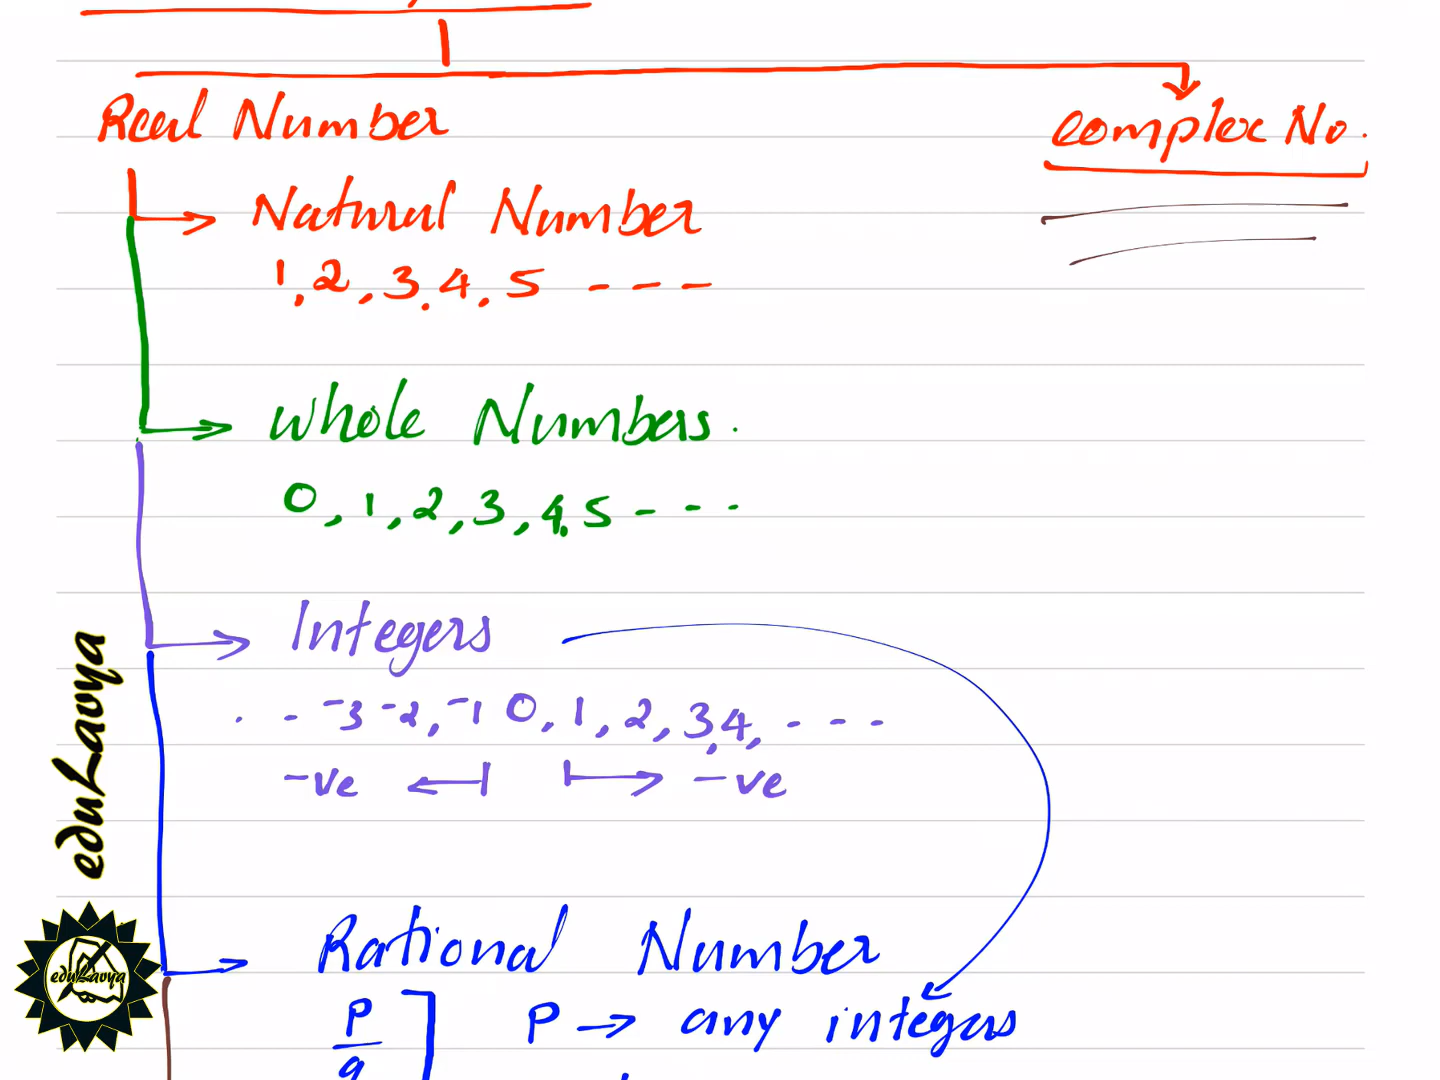 Real Number
complex No.
Natural Number
1, 2, 3, 4, 5 - - -
Whole Numbers.
0, 1, 2, 3, 4, 5 - - -
Integers
. - -3 -2, -1 0, 1, 2, 3, 4, - - -
-ve ← → -ve
Rational Number
P/q P → any integers
eduLavya
eduLavya